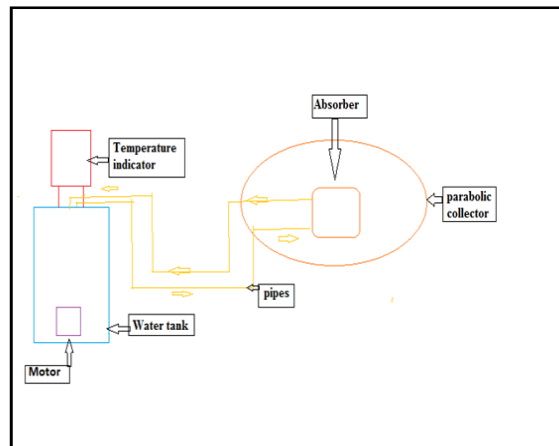 Absorber
Temperature
indicator
parabolic
collector
pipes
Water tank
Motor